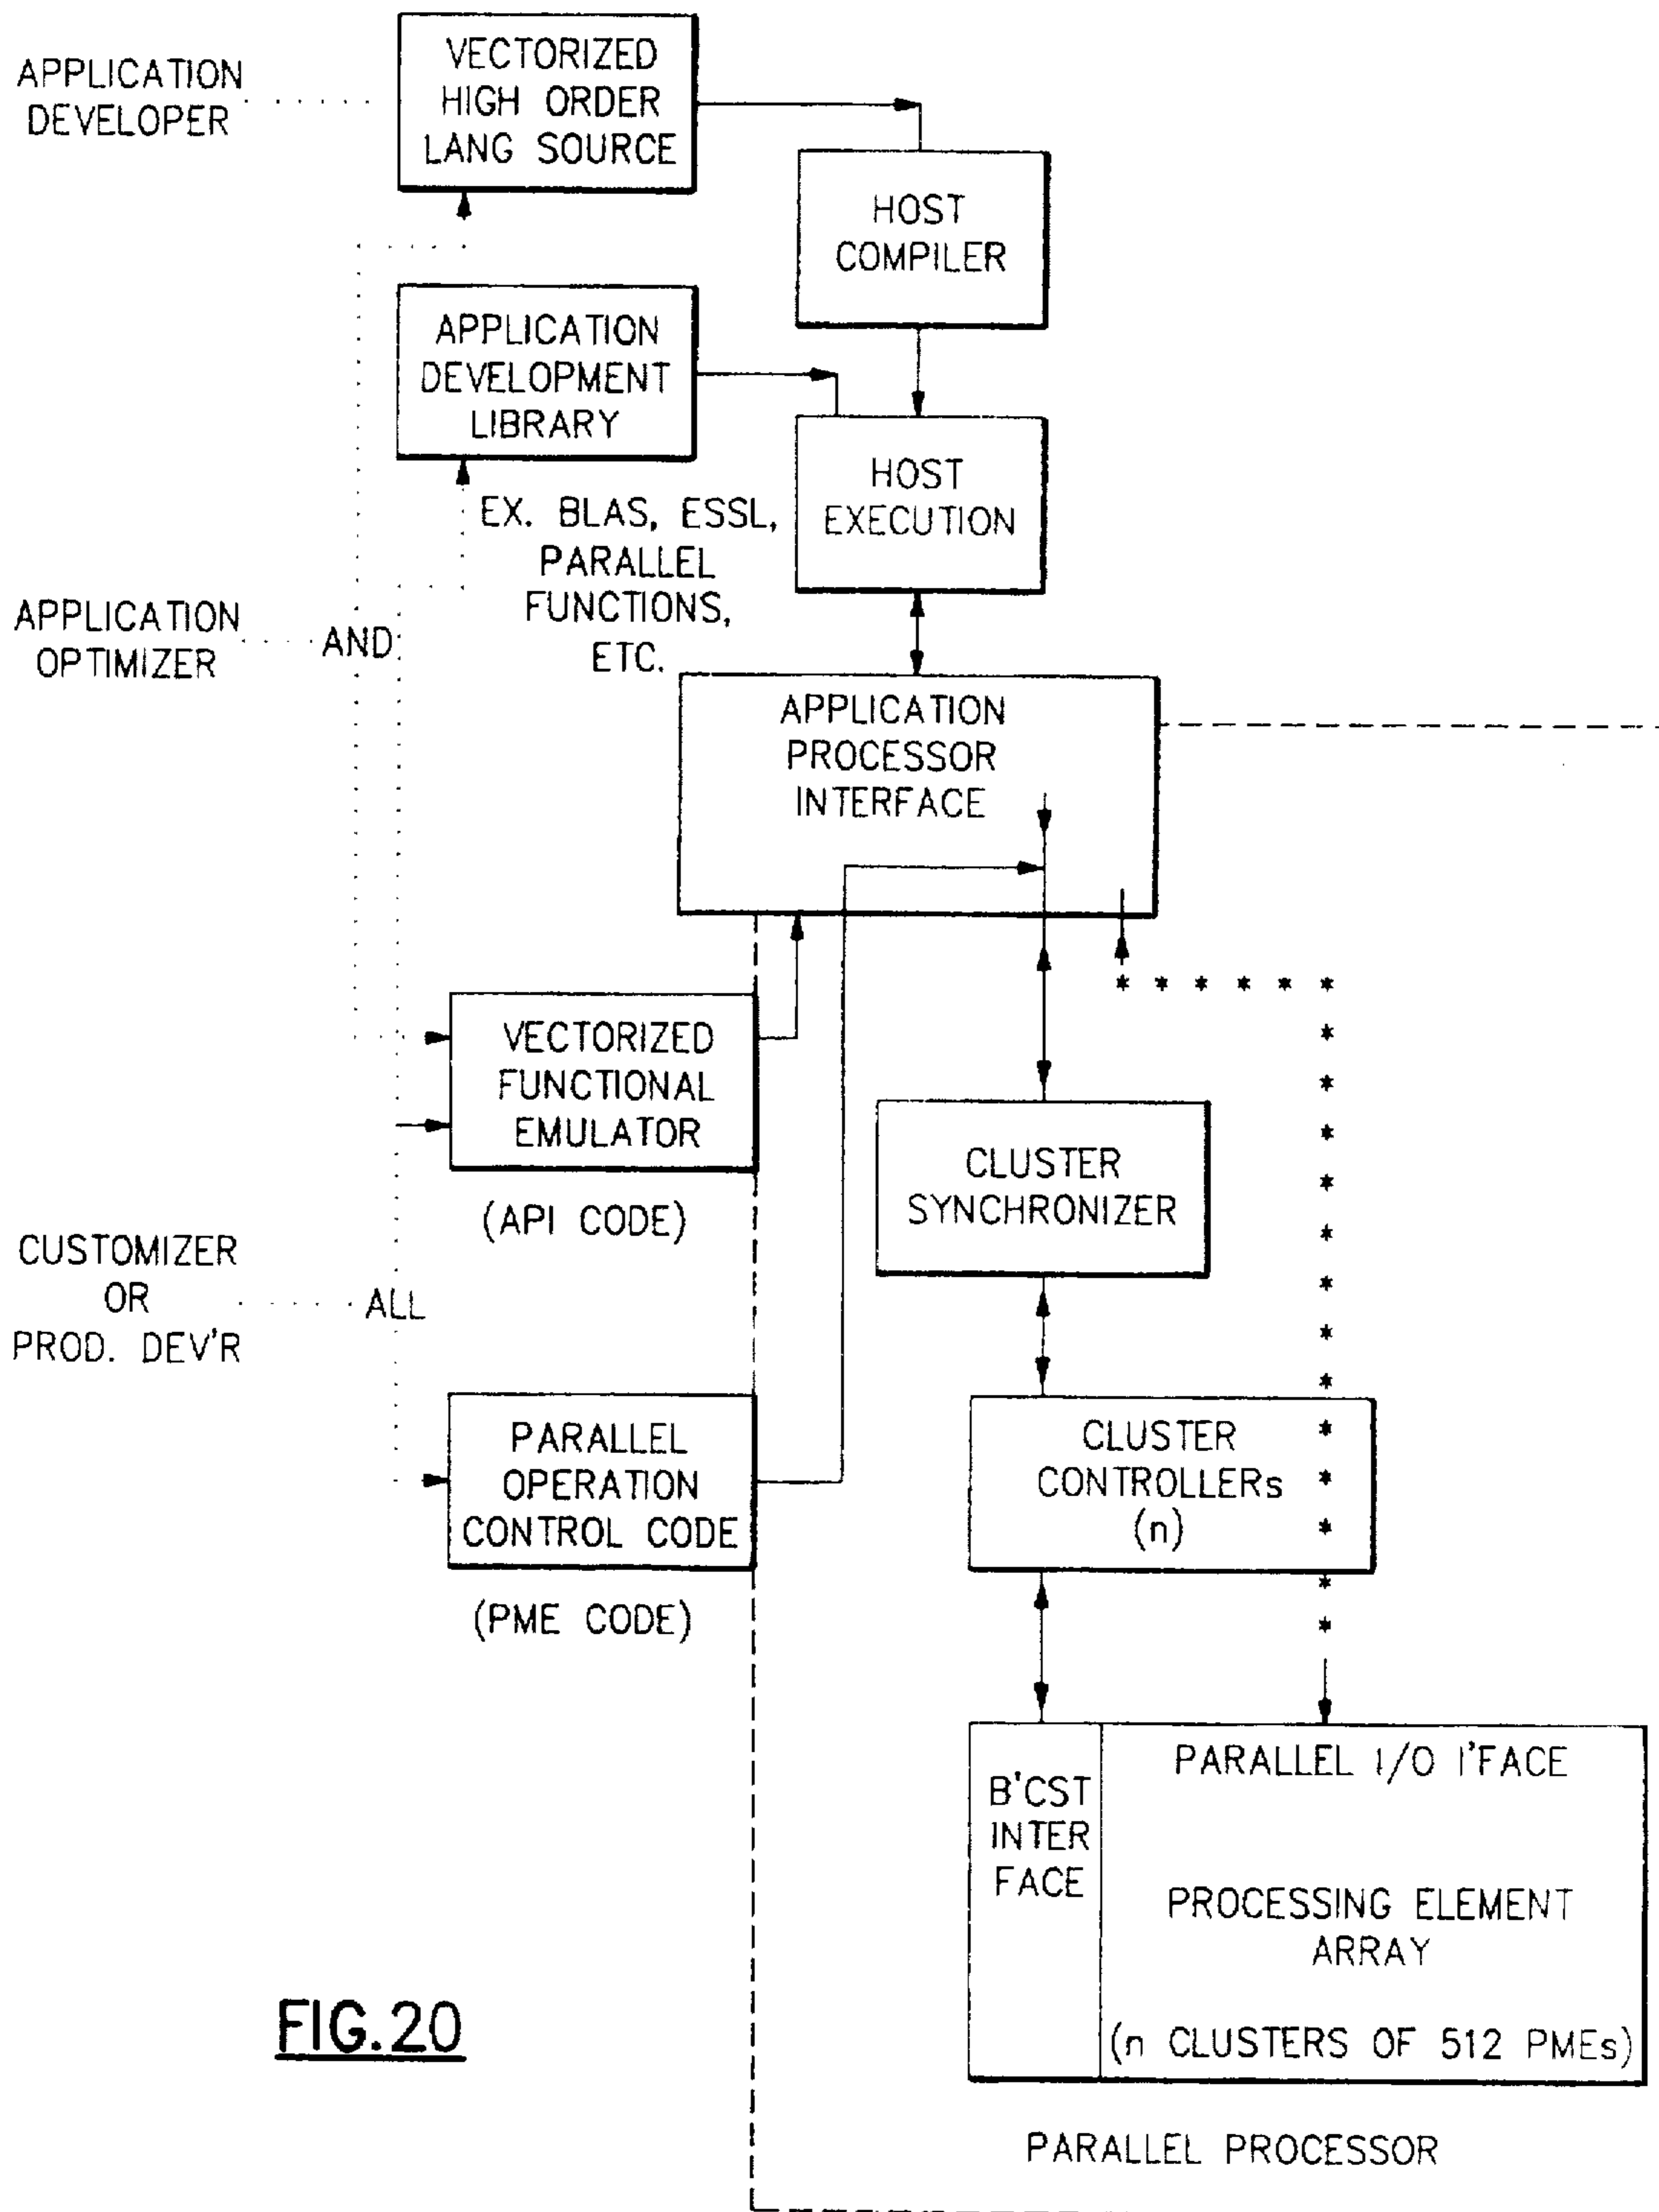 APPLICATION
DEVELOPER
VECTORIZED
HIGH ORDER
LANG SOURCE
HOST
COMPILER
APPLICATION
DEVELOPMENT
LIBRARY
HOST
EXECUTION
EX. BLAS, ESSL,
PARALLEL
FUNCTIONS,
ETC.
APPLICATION
OPTIMIZER
AND
APPLICATION
PROCESSOR
INTERFACE
VECTORIZED
FUNCTIONAL
EMULATOR
(API CODE)
CLUSTER
SYNCHRONIZER
CUSTOMIZER
OR
PROD. DEV'R
ALL
PARALLEL
OPERATION
CONTROL CODE
(PME CODE)
CLUSTER
CONTROLLERs
(n)
B'CST
INTER
FACE
PARALLEL I/O I'FACE
PROCESSING ELEMENT
ARRAY
(n CLUSTERS OF 512 PMEs)
PARALLEL PROCESSOR
FIG.20